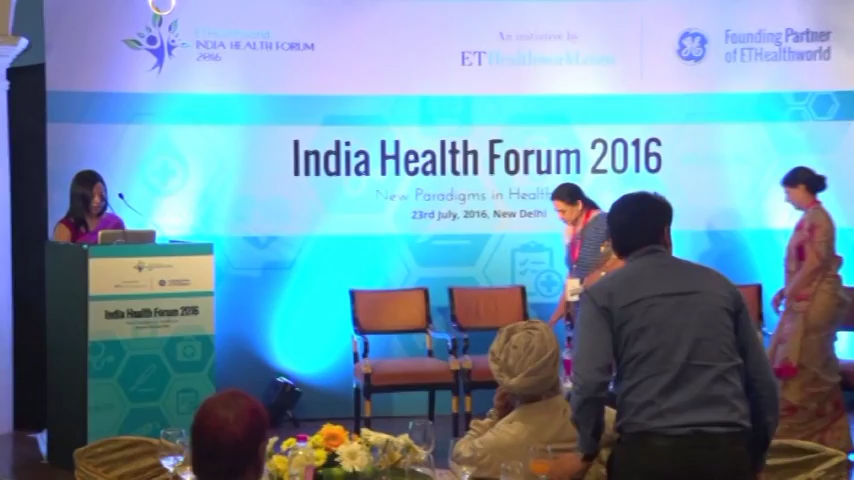 ETHealthworld
INDIA HEALTH FORUM
2016
An initiative by
ETHealthworld.com
Founding Partner
of ETHealthworld
India Health Forum 2016
New Paradigms in Health
23rd July, 2016, New Delhi
India Health Forum 2016